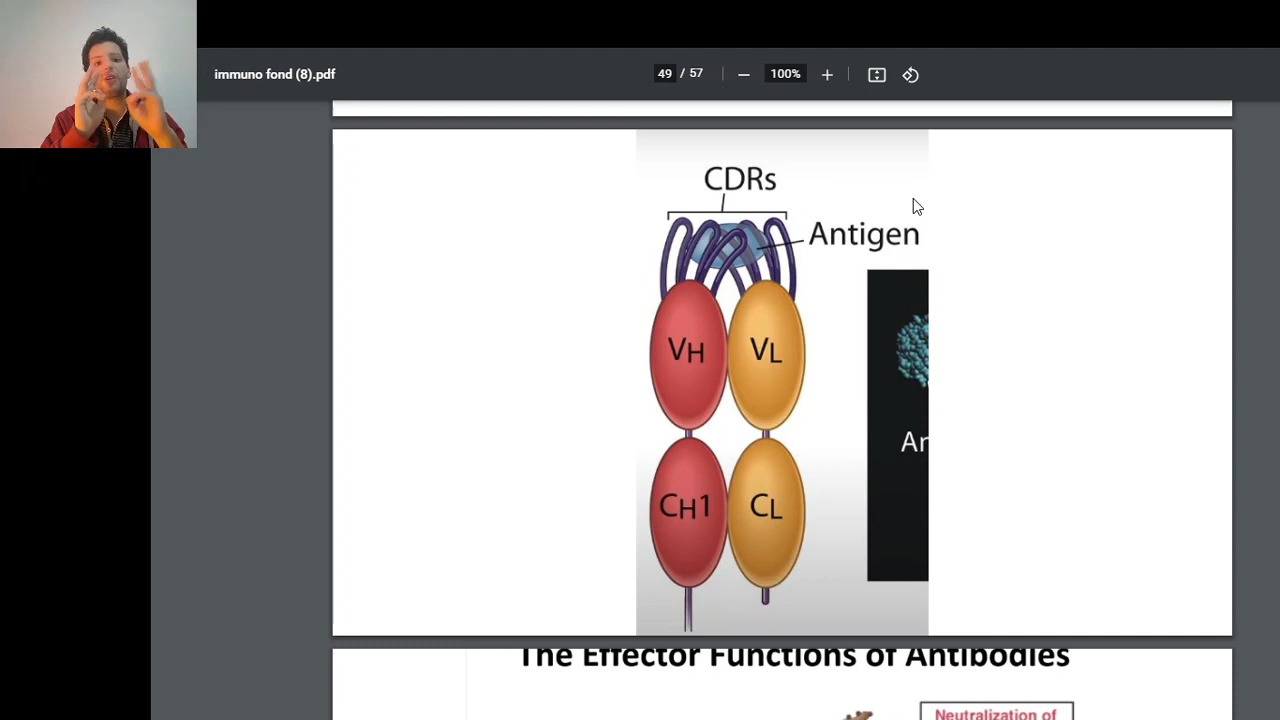 immuno fond (8).pdf
49 / 57
100%
CDRs
Antigen
VH
VL
CH1
CL
The Effector Functions of Antibodies
Neutralization of